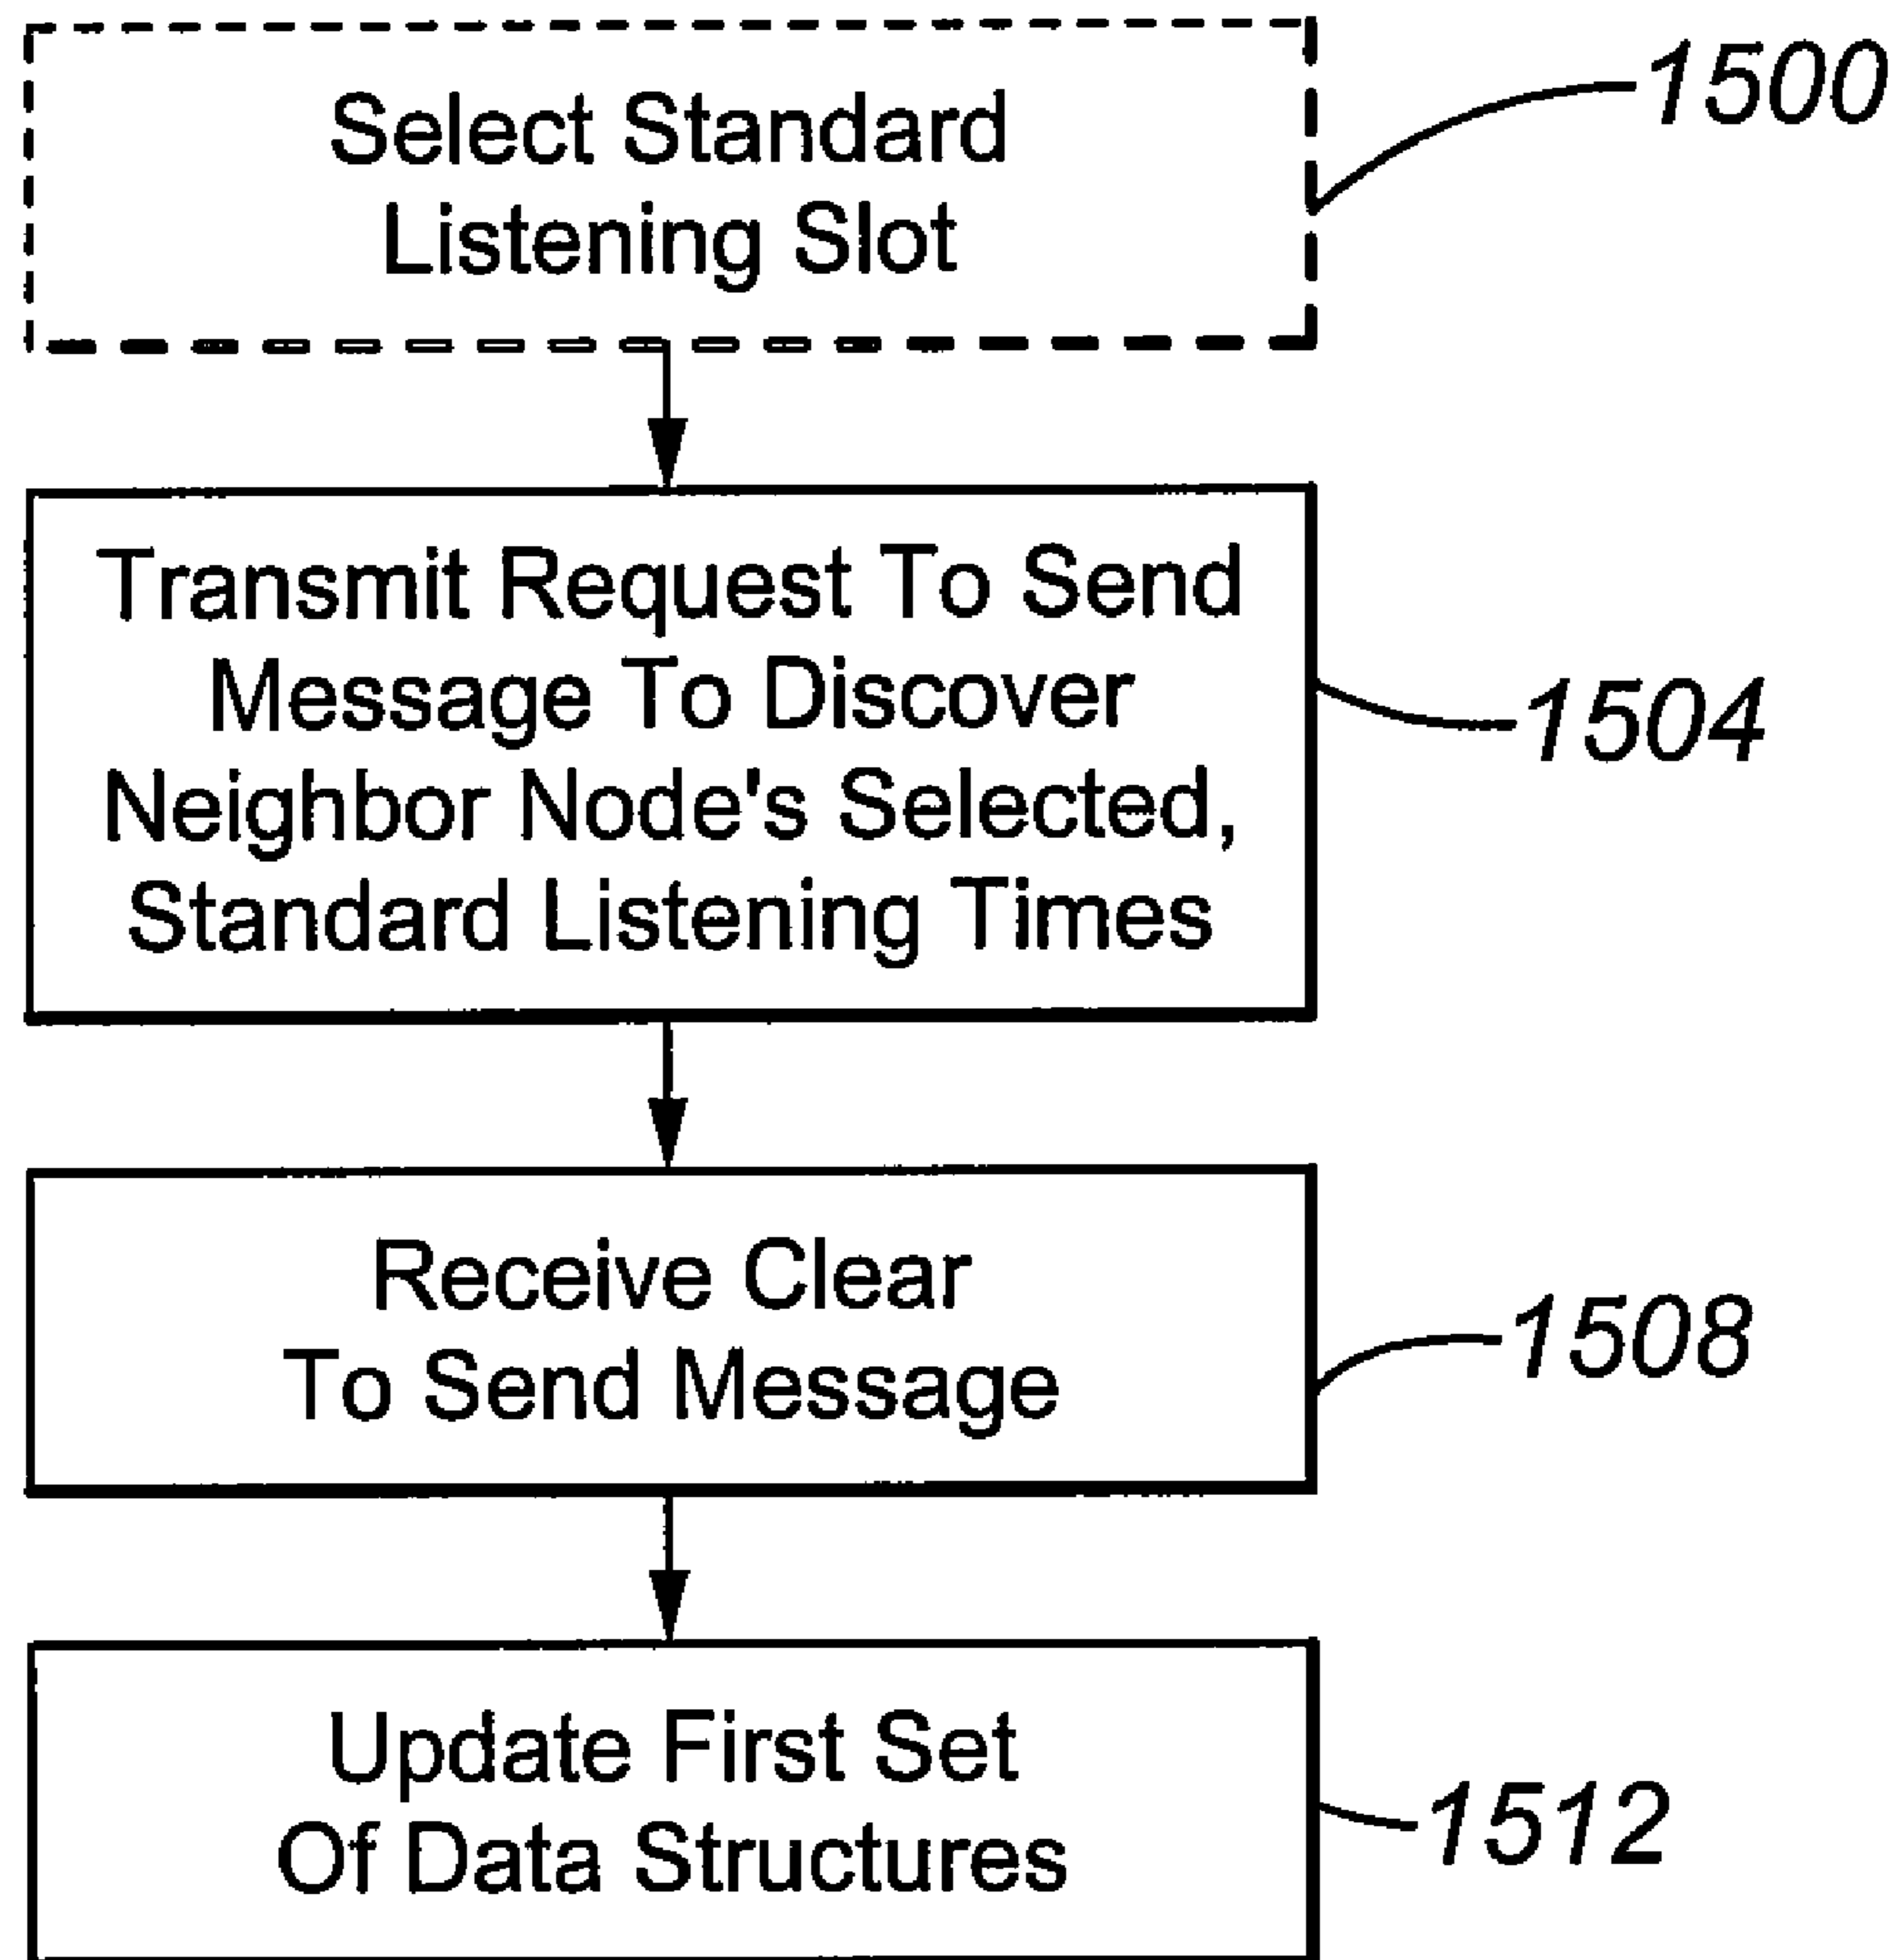 Select Standard
Listening Slot
1500
Transmit Request To Send
Message To Discover
Neighbor Node's Selected,
Standard Listening Times
1504
Receive Clear
To Send Message
1508
Update First Set
Of Data Structures
1512